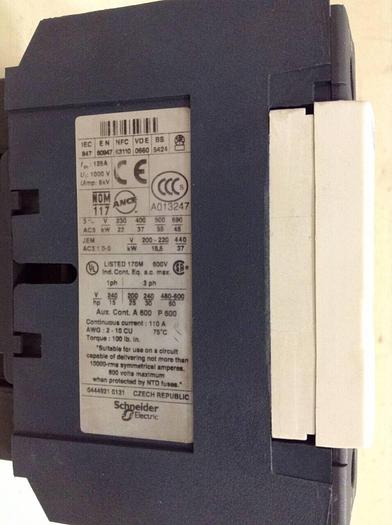 IEC EN NFC VDE BS
947 60947 63110 0660 5424
Ith : 125A
Ui : 1000 V
Uimp : 8kV
CE
CCC
A013247
NOM
117
ANCE
3~ V 230 400 500 690
AC3 kW 22 37 55 45
JEM V 200-220 440
kW 18,5 37
UL LISTED 170M 600V
Ind. Cont. Eq. a.c. max
1ph 3 ph
V 240 200 240 480-600
hp 15 25 30 60
Aux. Cont. A 600 P 600
Continuous current : 110 A
AWG : 2 - 10 CU 75°C
Torque : 100 lb. in.
"Suitable for use on a circuit
capable of delivering not more than
10000-rms symmetrical amperes,
600 volts maximum
when protected by NTD fuses."
0444921 0131 CZECH REPUBLIC
Schneider
Electric